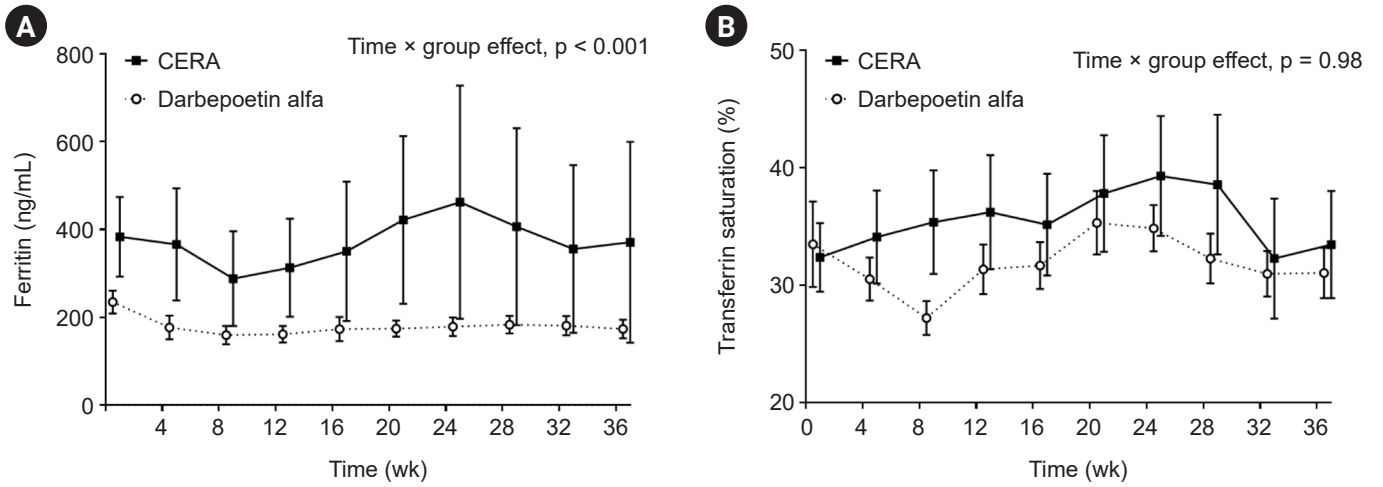 A
Time × group effect, p < 0.001
CERA
Darbepoetin alfa
Ferritin (ng/mL)
800
600
400
200
0
4 8 12 16 20 24 28 32 36
Time (wk)
B
Time × group effect, p = 0.98
CERA
Darbepoetin alfa
Transferrin saturation (%)
50
40
30
20
0 4 8 12 16 20 24 28 32 36
Time (wk)